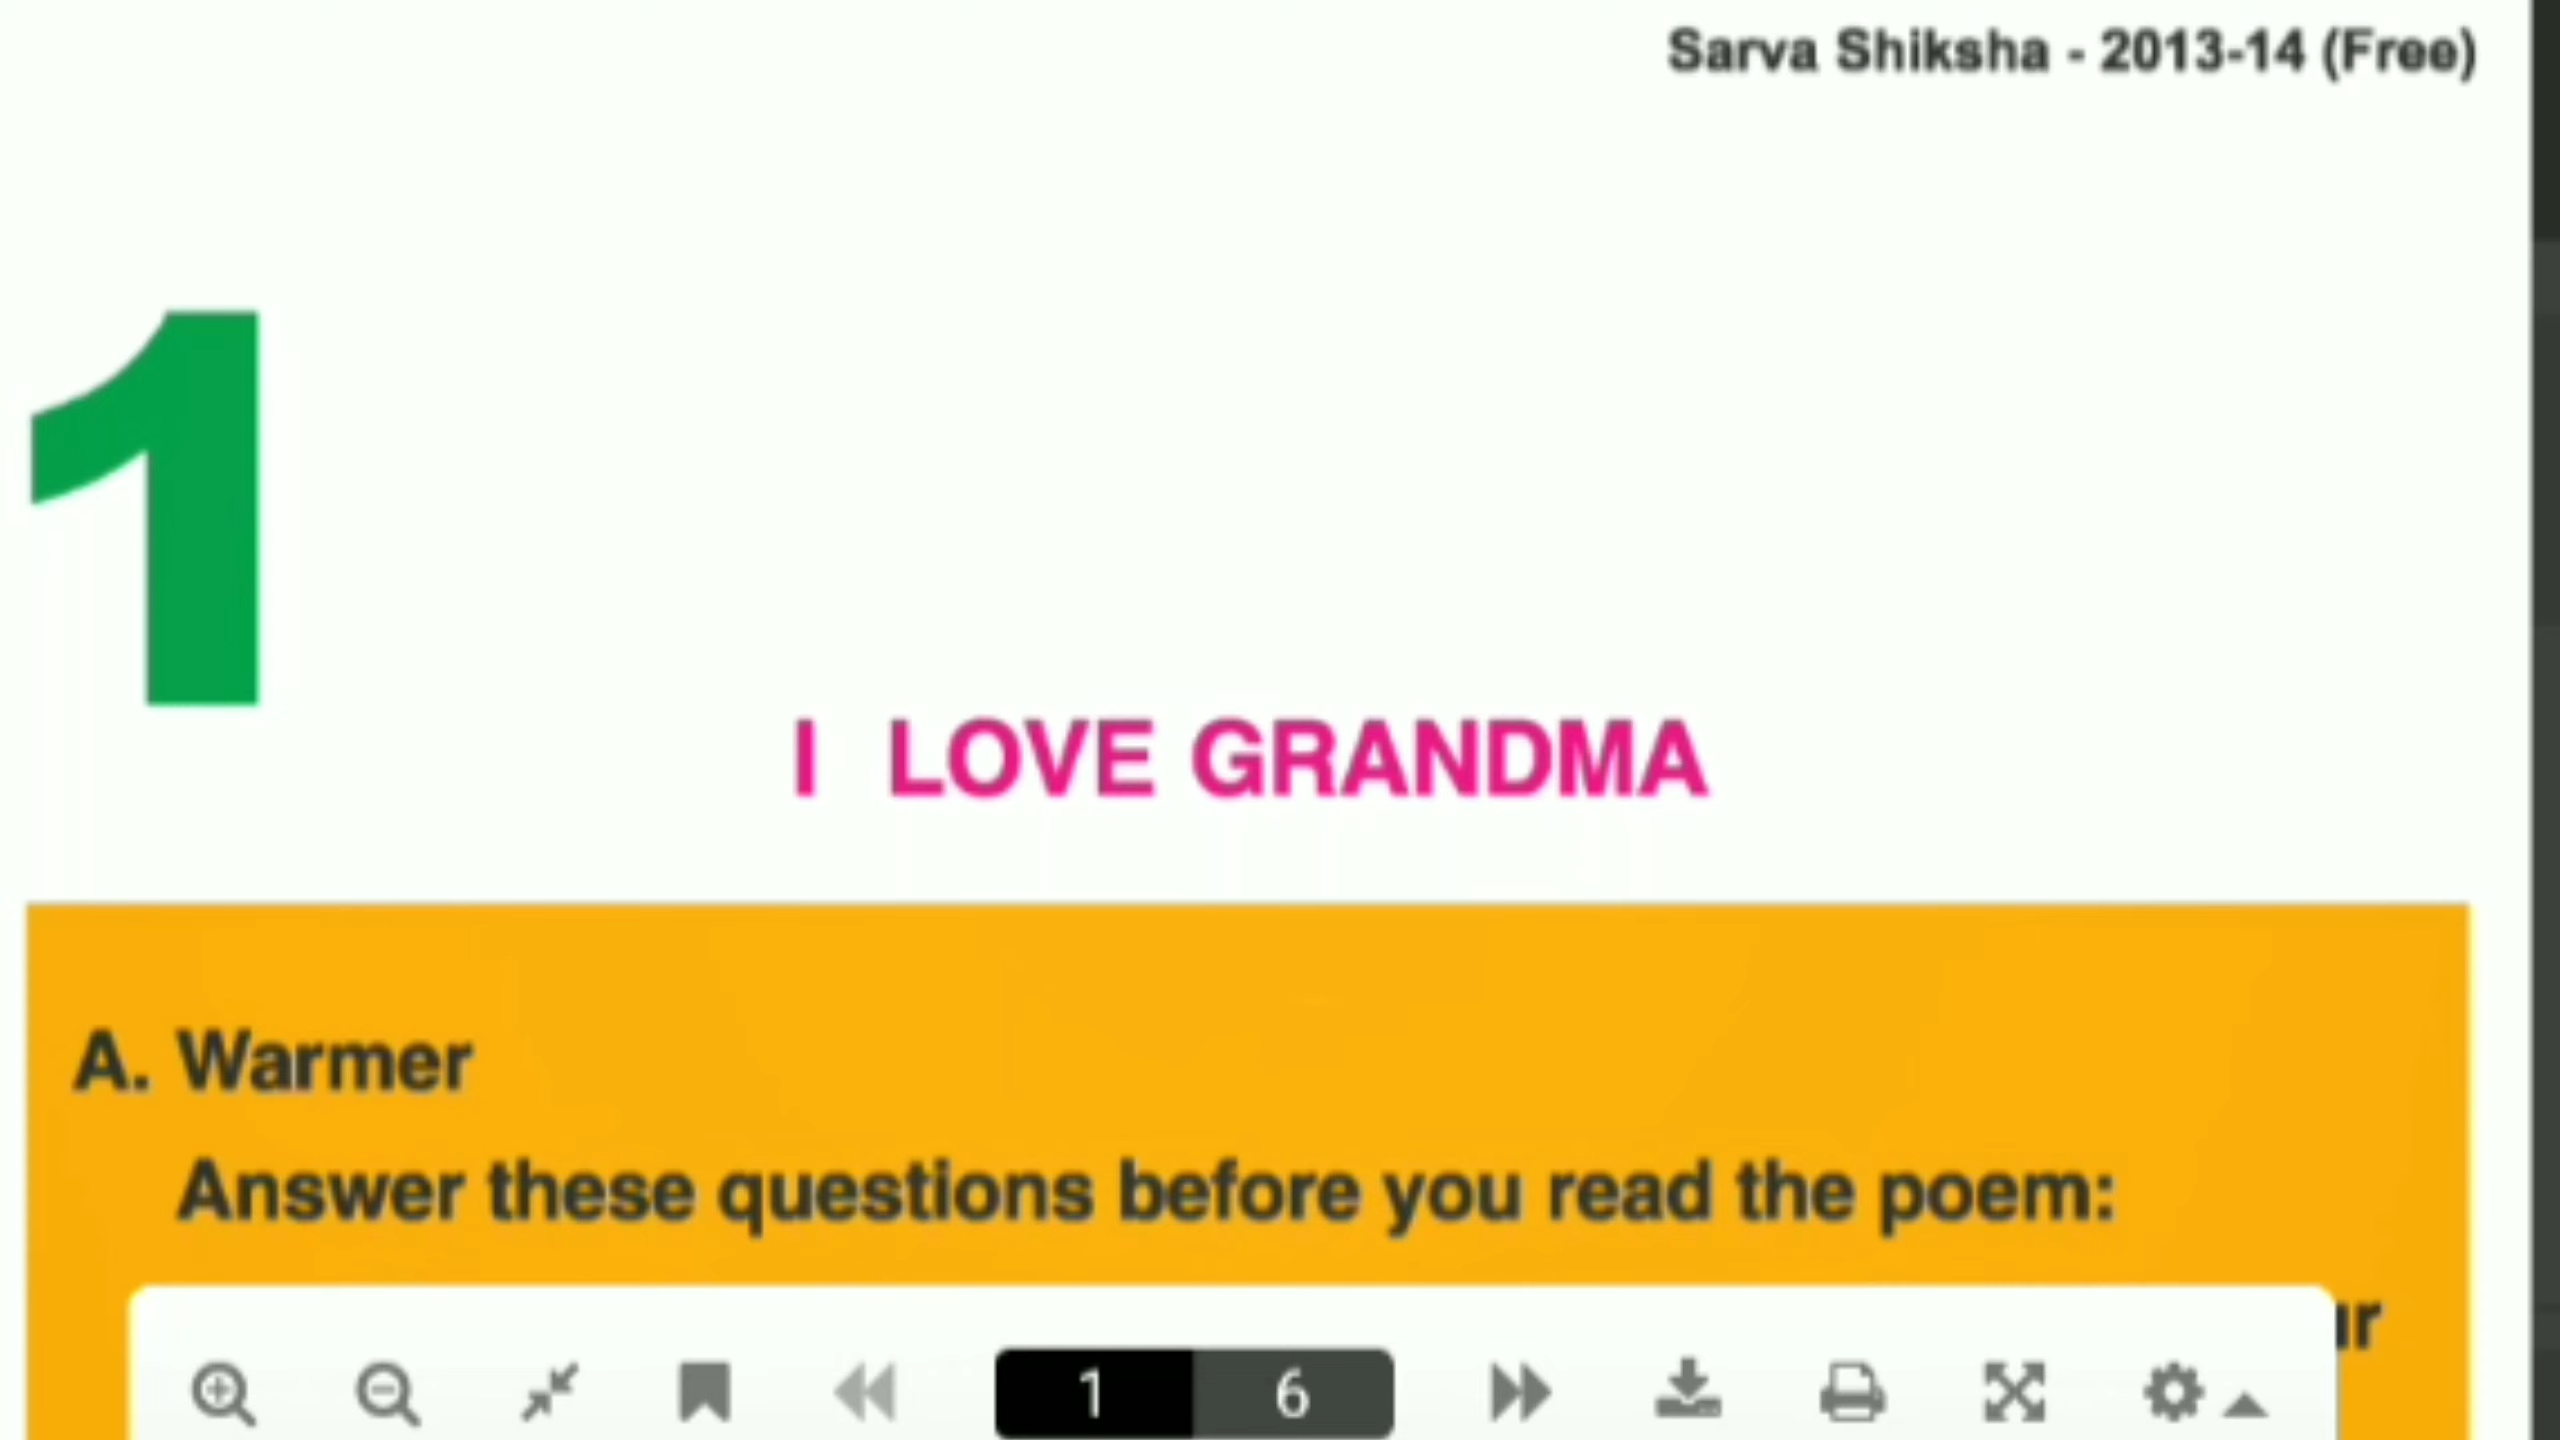 Sarva Shiksha - 2013-14 (Free)
1
I LOVE GRANDMA
A. Warmer
Answer these questions before you read the poem:
1 6